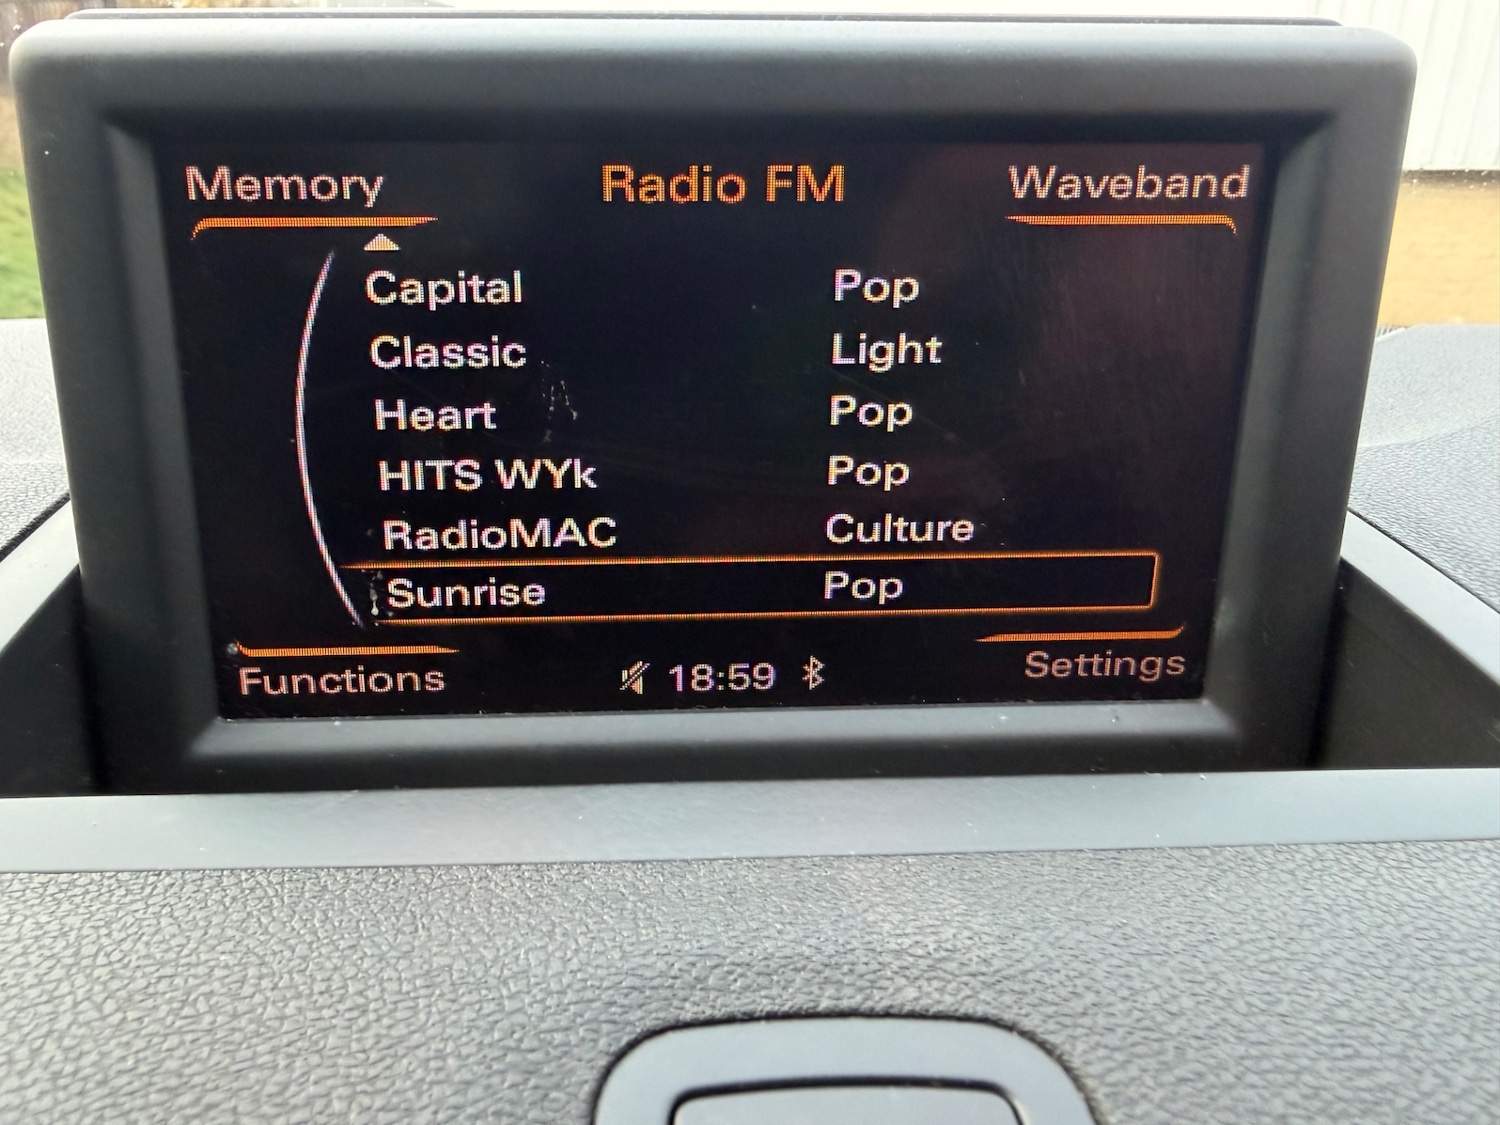 Memory Radio FM Waveband
Capital Pop
Classic Light
Heart Pop
HITS WYk Pop
RadioMAC Culture
Sunrise Pop
Functions 18:59 Settings